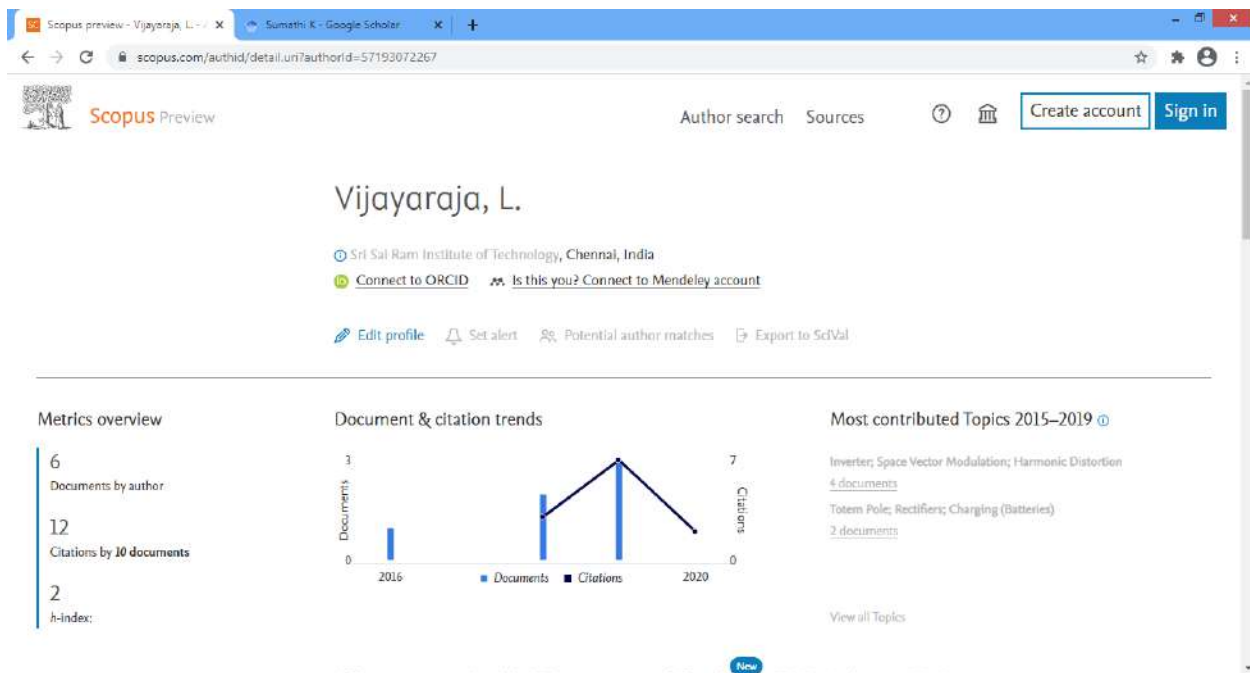 Scopus preview - Vijayaraja, L. -
Sumathi K - Google Scholar
scopus.com/authid/detail.uri?authorId=57193072267
Scopus Preview
Author search Sources Create account Sign in
Vijayaraja, L.
Sri Sai Ram Institute of Technology, Chennai, India
Connect to ORCID Is this you? Connect to Mendeley account
Edit profile Set alert Potential author matches Export to SciVal
Metrics overview
6
Documents by author
12
Citations by 10 documents
2
h-index:
Document & citation trends
3
7
Documents
Citations
0
0
2016
2020
Documents Citations
Most contributed Topics 2015–2019
Inverter; Space Vector Modulation; Harmonic Distortion
4 documents
Totem Pole; Rectifiers; Charging (Batteries)
2 documents
View all Topics
New